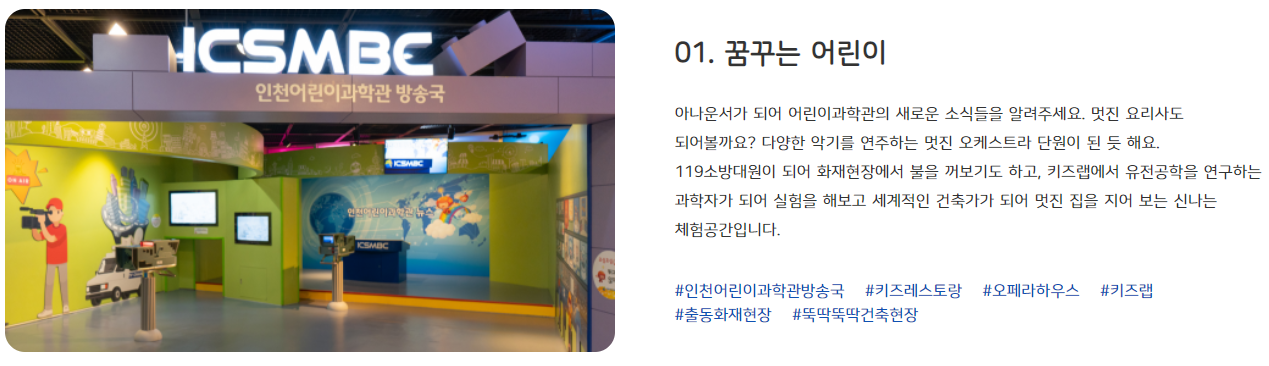 ICSMBC
인천어린이과학관 방송국
ON AIR
ICSMBC
인천어린이과학관 뉴스
ICSMBC
01. 꿈꾸는 어린이
아나운서가 되어 어린이과학관의 새로운 소식들을 알려주세요. 멋진 요리사도
되어볼까요? 다양한 악기를 연주하는 멋진 오케스트라 단원이 된 듯 해요.
119소방대원이 되어 화재현장에서 불을 꺼보기도 하고, 키즈랩에서 유전공학을 연구하는
과학자가 되어 실험을 해보고 세계적인 건축가가 되어 멋진 집을 지어 보는 신나는
체험공간입니다.
#인천어린이과학관방송국 #키즈레스토랑 #오페라하우스 #키즈랩
#출동화재현장 #뚝딱뚝딱건축현장